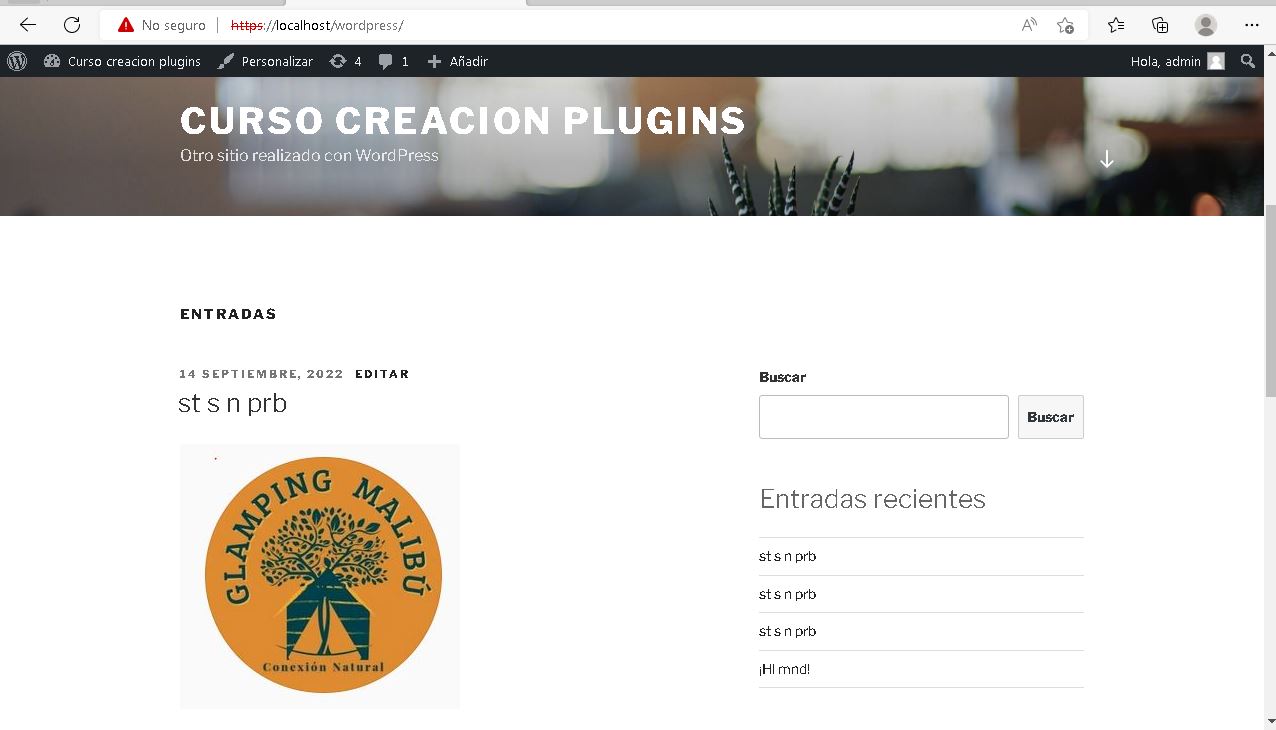 No seguro | https://localhost/wordpress/
Curso creacion plugins Personalizar 4 1 Añadir Hola, admin
CURSO CREACION PLUGINS
Otro sitio realizado con WordPress
ENTRADAS
14 SEPTIEMBRE, 2022 EDITAR
st s n prb
GLAMPING MALIBÚ
Conexión Natural
Buscar
Buscar
Entradas recientes
st s n prb
st s n prb
st s n prb
¡Hl mnd!